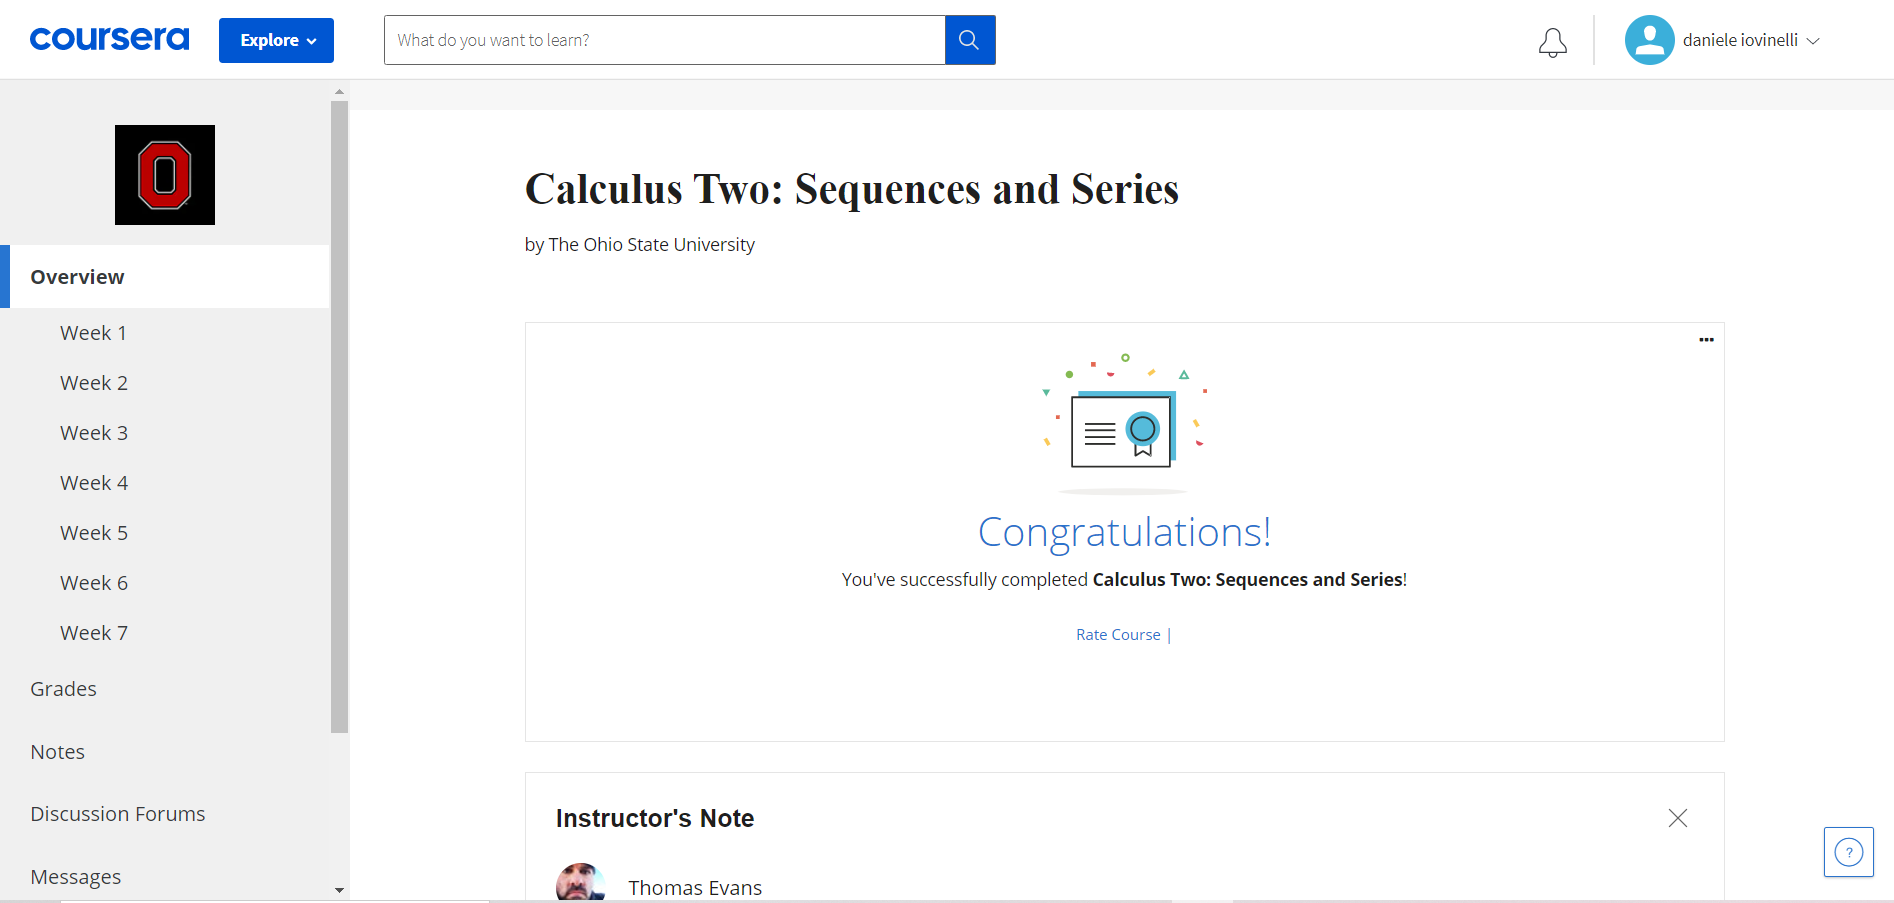 coursera
Explore
What do you want to learn?
daniele iovinelli
O
Overview
Week 1
Week 2
Week 3
Week 4
Week 5
Week 6
Week 7
Grades
Notes
Discussion Forums
Messages
Calculus Two: Sequences and Series
by The Ohio State University
Congratulations!
You've successfully completed Calculus Two: Sequences and Series!
Rate Course |
Instructor's Note
Thomas Evans
?